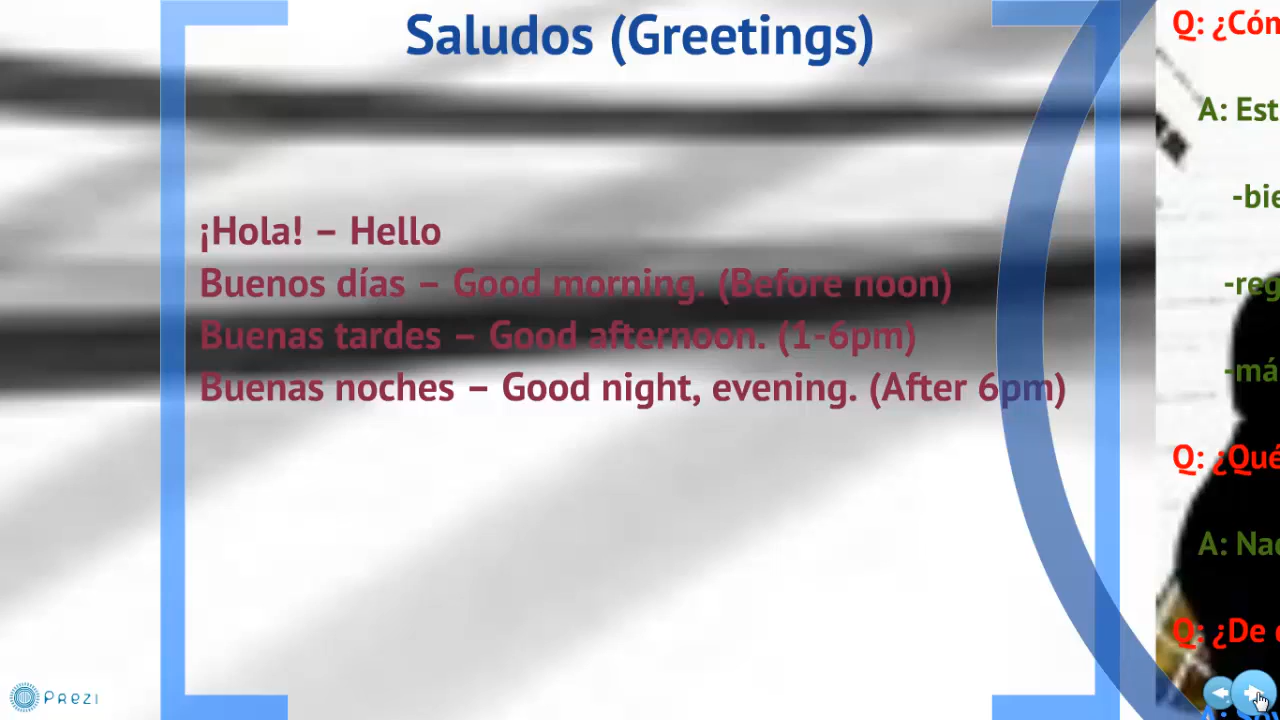 Saludos (Greetings)
¡Hola! – Hello
Buenos días – Good morning. (Before noon)
Buenas tardes – Good afternoon. (1-6pm)
Buenas noches – Good night, evening. (After 6pm)
Q:
A:
Q:
A:
Q: ¿De
Prezi